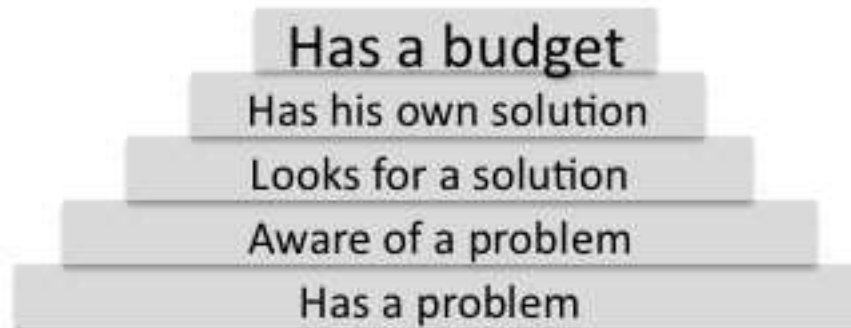 Has a budget
Has his own solution
Looks for a solution
Aware of a problem
Has a problem